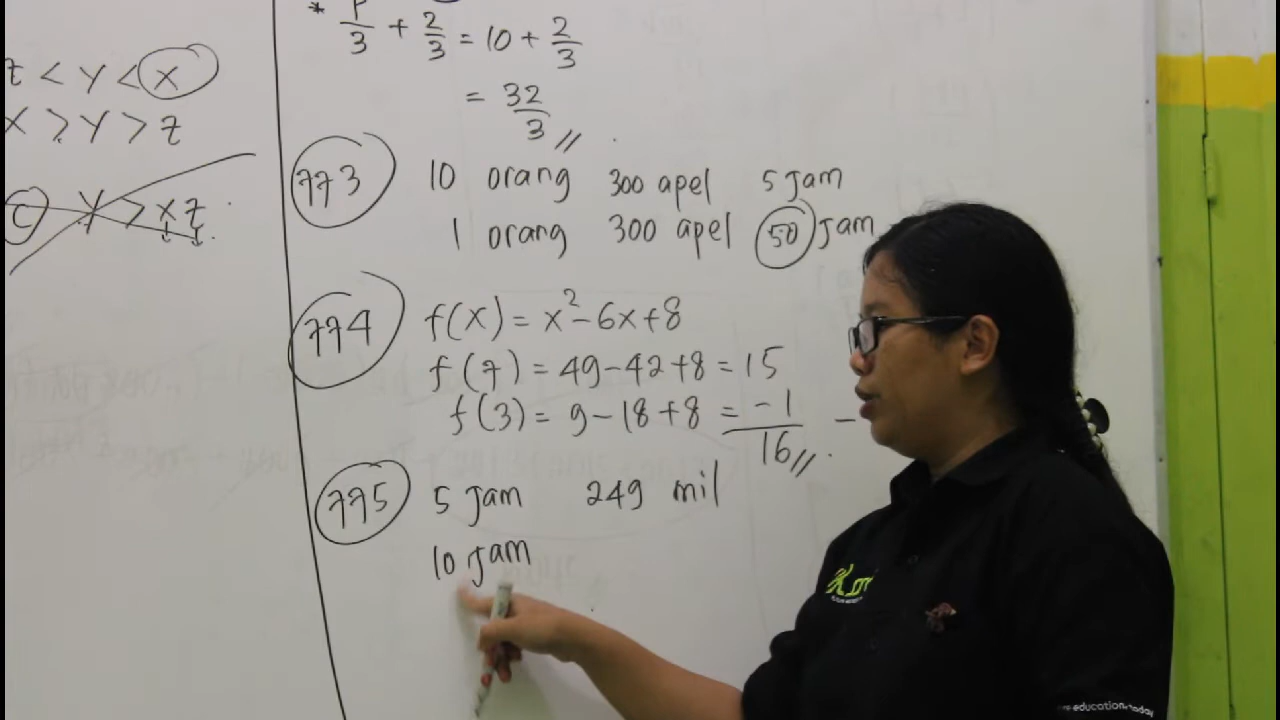 z < y < x
x > y > z
C y > x z
* P/3 + 2/3 = 10 + 2/3
= 32/3 //
773 10 orang 300 apel 5 jam
1 orang 300 apel 50 jam
774 f(x) = x² - 6x + 8
f(7) = 49 - 42 + 8 = 15
f(3) = 9 - 18 + 8 = -1 -
16 //
775 5 jam 249 mil
10 jam
education today